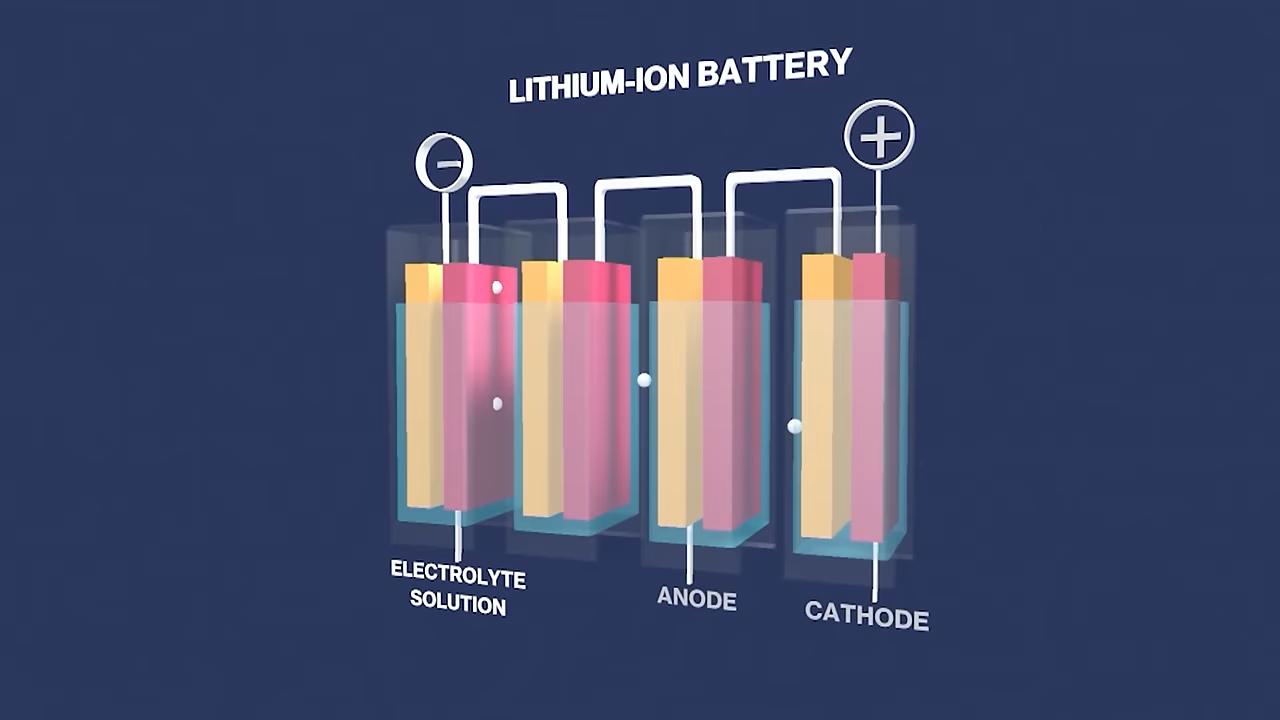 LITHIUM-ION BATTERY
-
+
ELECTROLYTE
SOLUTION
ANODE
CATHODE